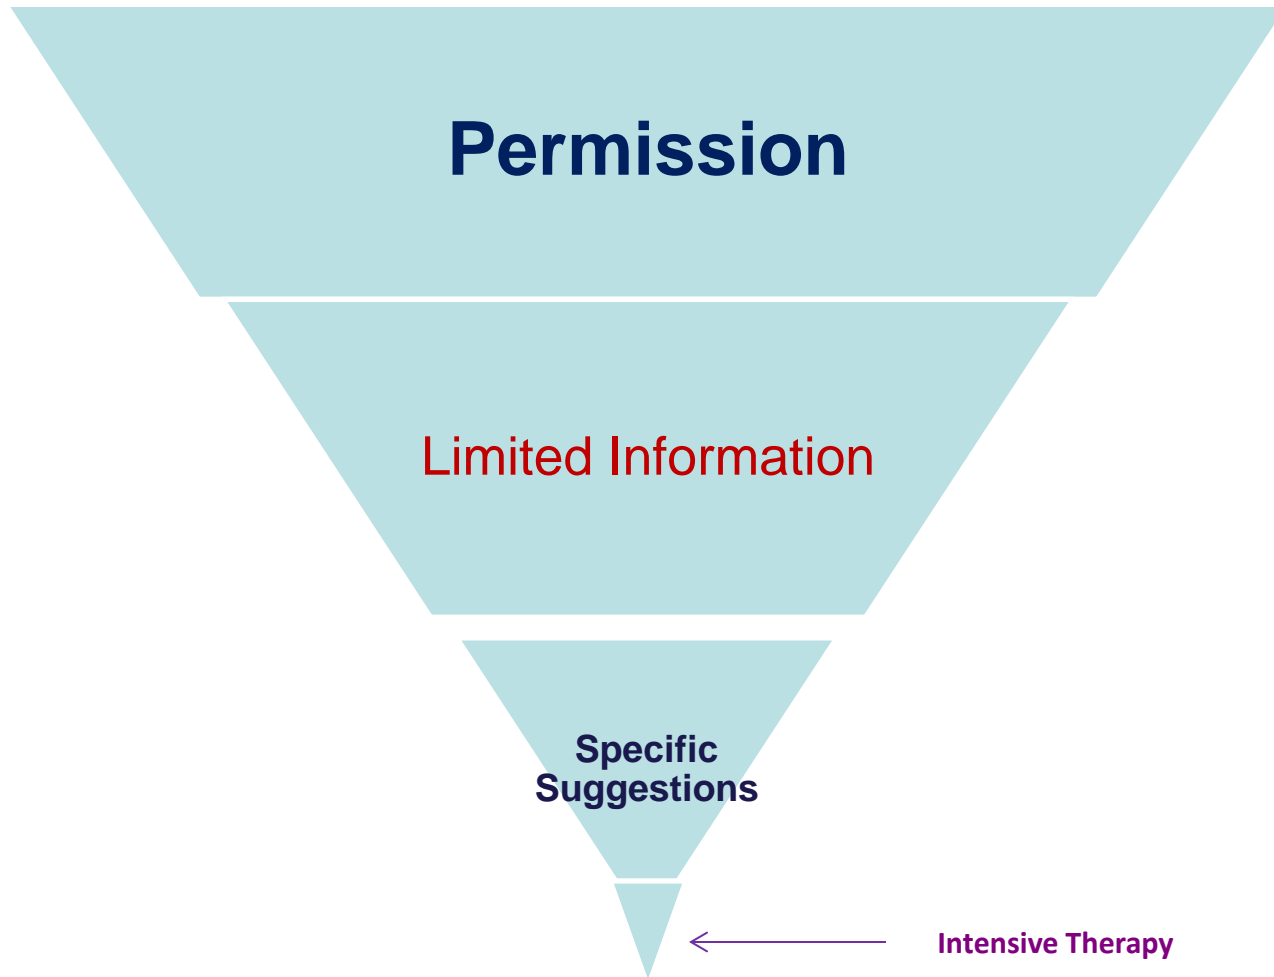 Permission
Limited Information
Specific
Suggestions
Intensive Therapy